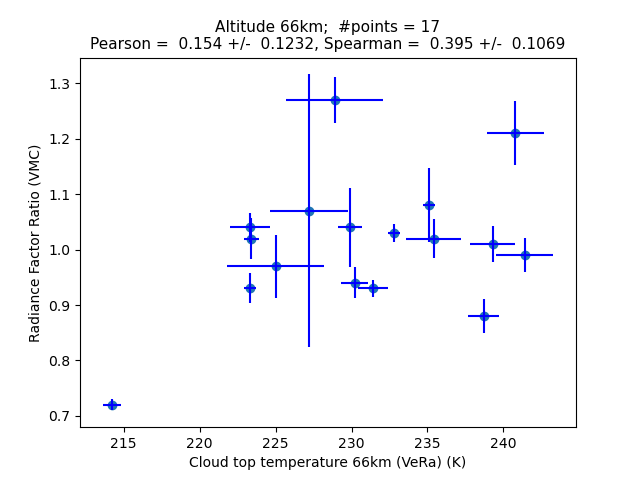 Altitude 66km;  #points = 17
Pearson =  0.154 +/-  0.1232, Spearman =  0.395 +/-  0.1069
1.3
1.2
1.1
1.0
0.9
0.8
0.7
Radiance Factor Ratio (VMC)
215 220 225 230 235 240
Cloud top temperature 66km (VeRa) (K)